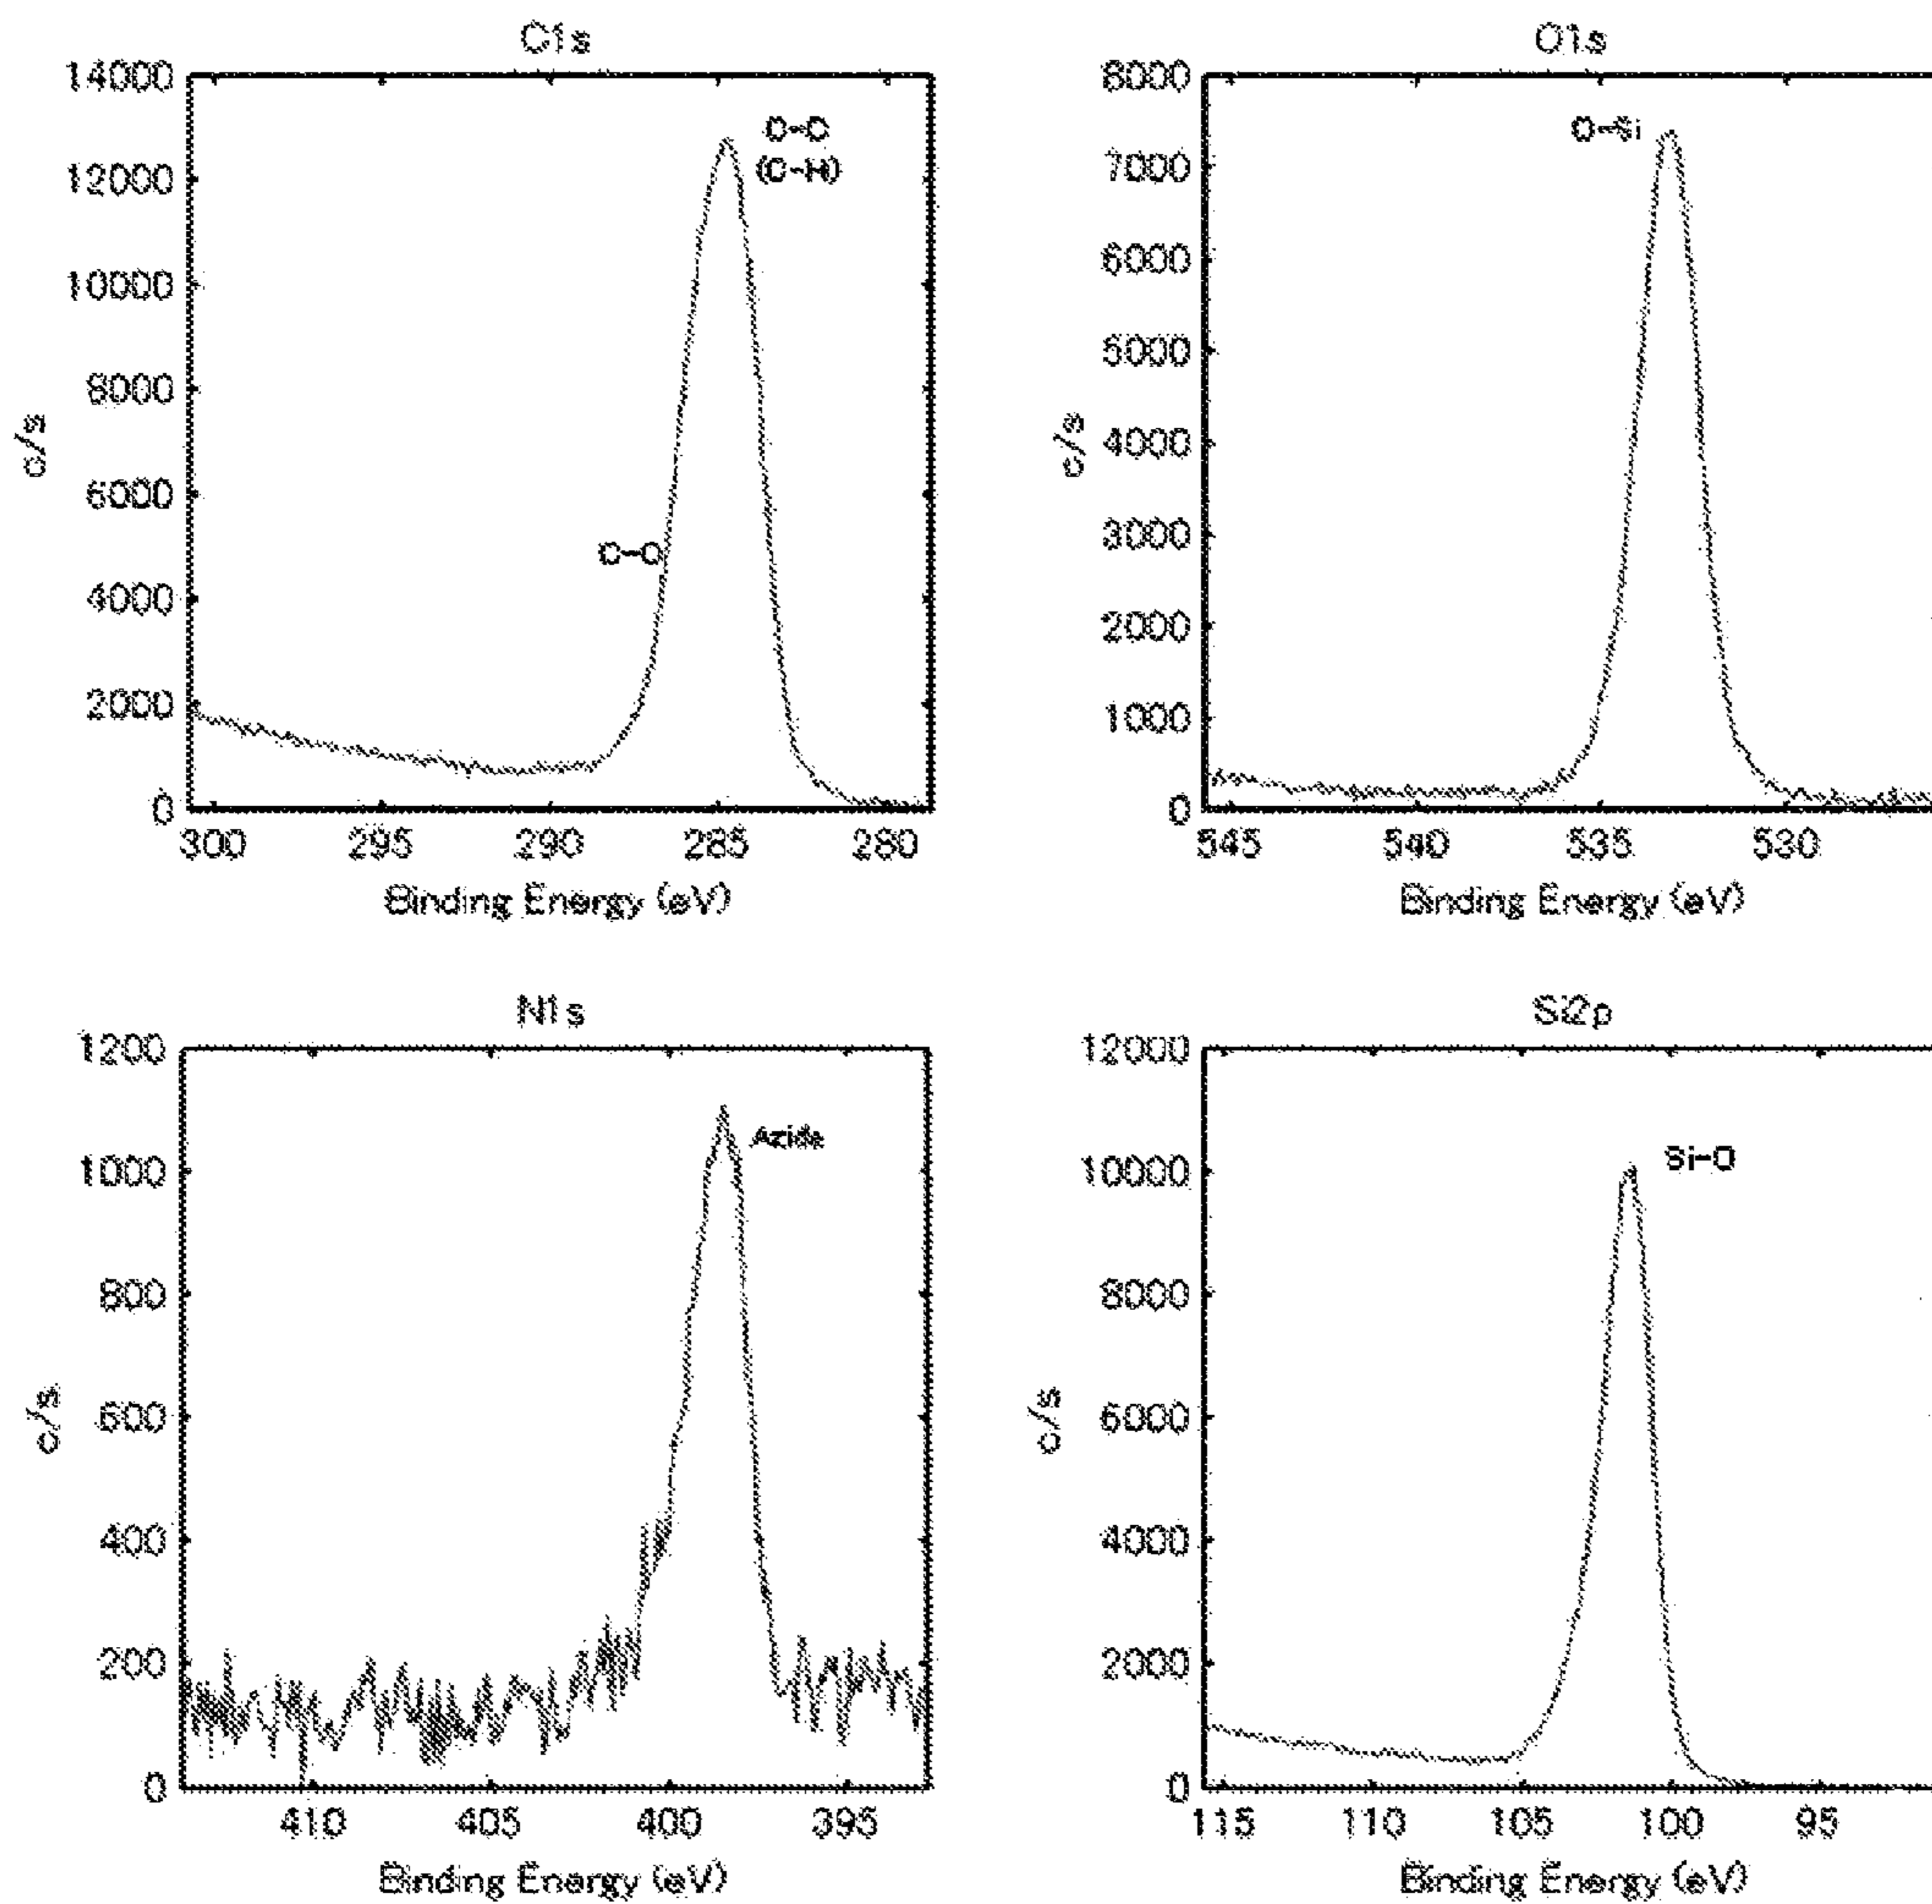 C1s
14000
12000
10000
8000
6000
4000
2000
0
c/s
C-C
(C-H)
C-O
300 295 290 285 280
Binding Energy (eV)
O1s
8000
7000
6000
5000
4000
3000
2000
1000
0
c/s
O-Si
545 540 535 530
Binding Energy (eV)
N1s
1200
1000
800
600
400
200
0
c/s
Azide
410 405 400 395
Binding Energy (eV)
Si2p
12000
10000
8000
6000
4000
2000
0
c/s
Si-O
115 110 105 100 95
Binding Energy (eV)